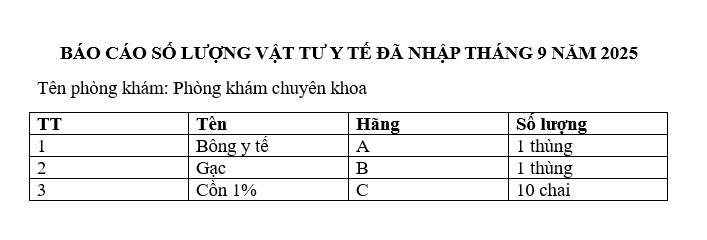 BÁO CÁO SỐ LƯỢNG VẬT TƯ Y TẾ ĐÃ NHẬP THÁNG 9 NĂM 2025
Tên phòng khám: Phòng khám chuyên khoa
TT Tên Hãng Số lượng
1 Bông y tế A 1 thùng
2 Gạc B 1 thùng
3 Cồn 1% C 10 chai